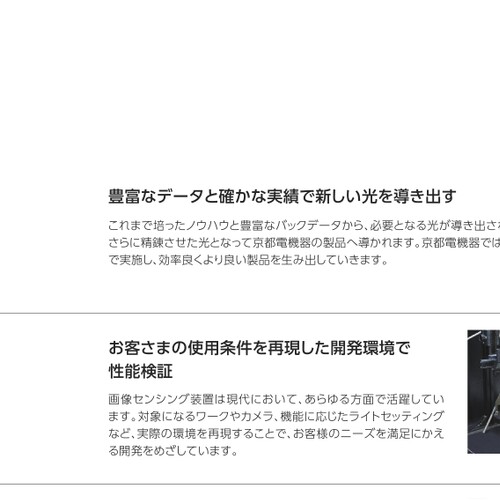 豊富なデータと確かな実績で新しい光を導き出す
これまで培ったノウハウと豊富なバックデータから、必要となる光が導き出さ
さらに精錬させた光となって京都電機器の製品へ導かれます。京都電機器では
で実施し、効率良くより良い製品を生み出していきます。
お客さまの使用条件を再現した開発環境で
性能検証
画像センシング装置は現代において、あらゆる方面で活躍してい
ます。対象になるワークやカメラ、機能に応じたライトセッティング
など、実際の環境を再現することで、お客様のニーズを満足にかえ
る開発をめざしています。